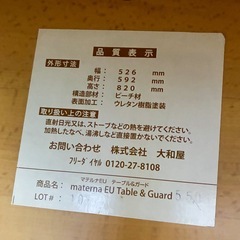 品質表示
外形寸法
幅： 526 mm
奥行： 592 mm
高さ： 820 mm
構造部材： ビーチ材
表面加工： ウレタン樹脂塗装
取り扱い上の注意
直射日光又は、ストーブなどの熱を避けてください。
加熱したなべ、湯沸しなどを直接置かないでください。
お問い合わせ 株式会社 大和屋
フリーダイヤル 0120-27-8108
マテルナEU テーブル&ガード
商品名： materna EU Table & Guard
LOT#：